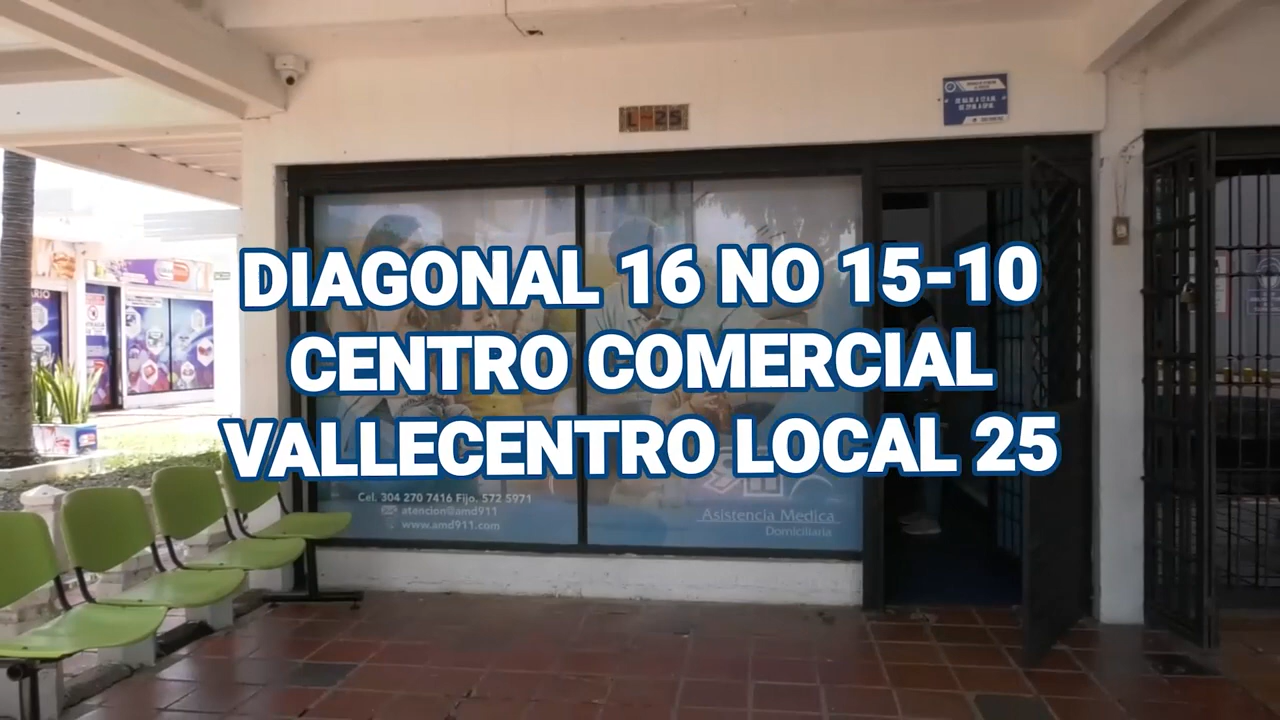 L-25
DIAGONAL 16 NO 15-10
CENTRO COMERCIAL
VALLECENTRO LOCAL 25
Cel. 304 270 7416 Fijo. 572 5971
atencion@amd911
www.amd911.com
Asistencia Medica
Domiciliaria